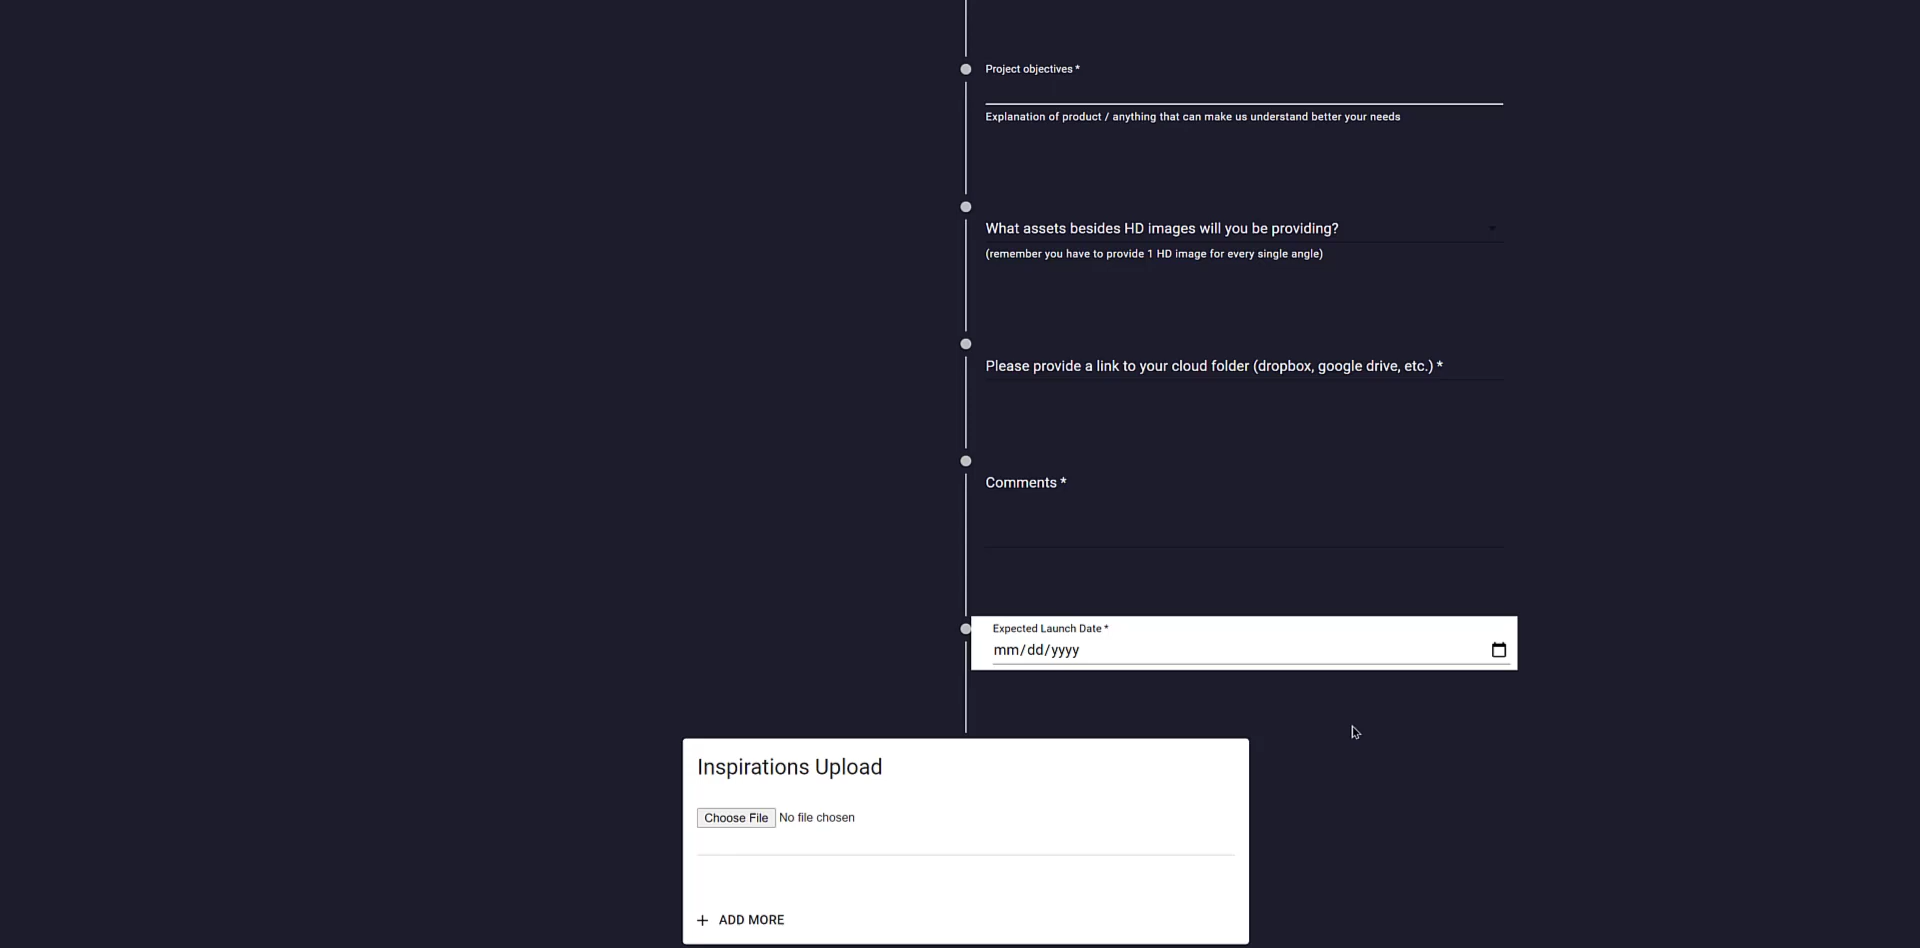 Project objectives *
Explanation of product / anything that can make us understand better your needs
What assets besides HD images will you be providing?
(remember you have to provide 1 HD image for every single angle)
Please provide a link to your cloud folder (dropbox, google drive, etc.) *
Comments *
Expected Launch Date *
mm/dd/yyyy
Inspirations Upload
Choose File No file chosen
+ ADD MORE